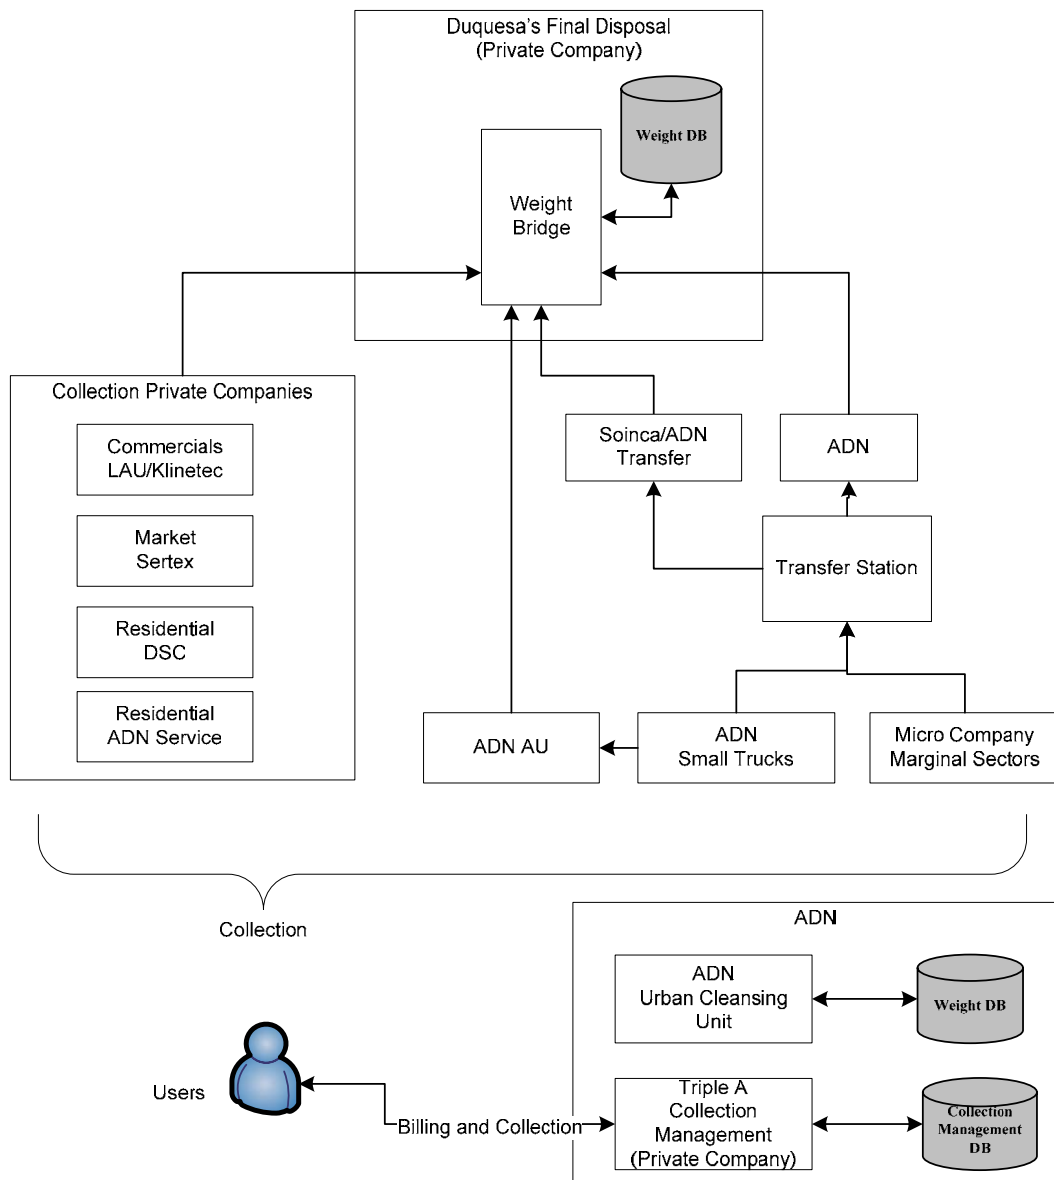 Duquesa's Final Disposal
(Private Company)
Weight DB
Weight
Bridge
Collection Private Companies
Commercials
LAU/Klinetec
Market
Sertex
Residential
DSC
Residential
ADN Service
Soinca/ADN
Transfer
ADN
Transfer Station
ADN AU
ADN
Small Trucks
Micro Company
Marginal Sectors
Collection
ADN
ADN
Urban Cleansing
Unit
Weight DB
Users
Billing and Collection
Triple A
Collection
Management
(Private Company)
Collection
Management
DB